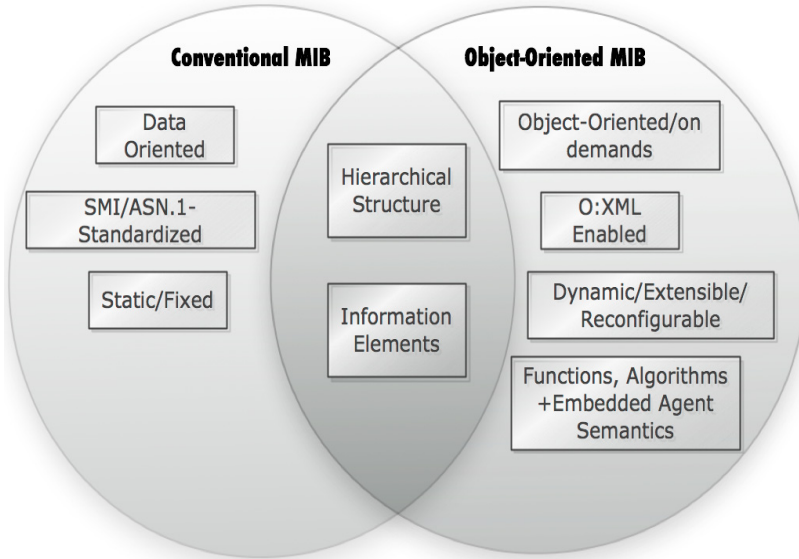 Conventional MIB
Object-Oriented MIB
Data
Oriented
SMI/ASN.1-
Standardized
Static/Fixed
Hierarchical
Structure
Information
Elements
Object-Oriented/on
demands
O:XML
Enabled
Dynamic/Extensible/
Reconfigurable
Functions, Algorithms
+Embedded Agent
Semantics